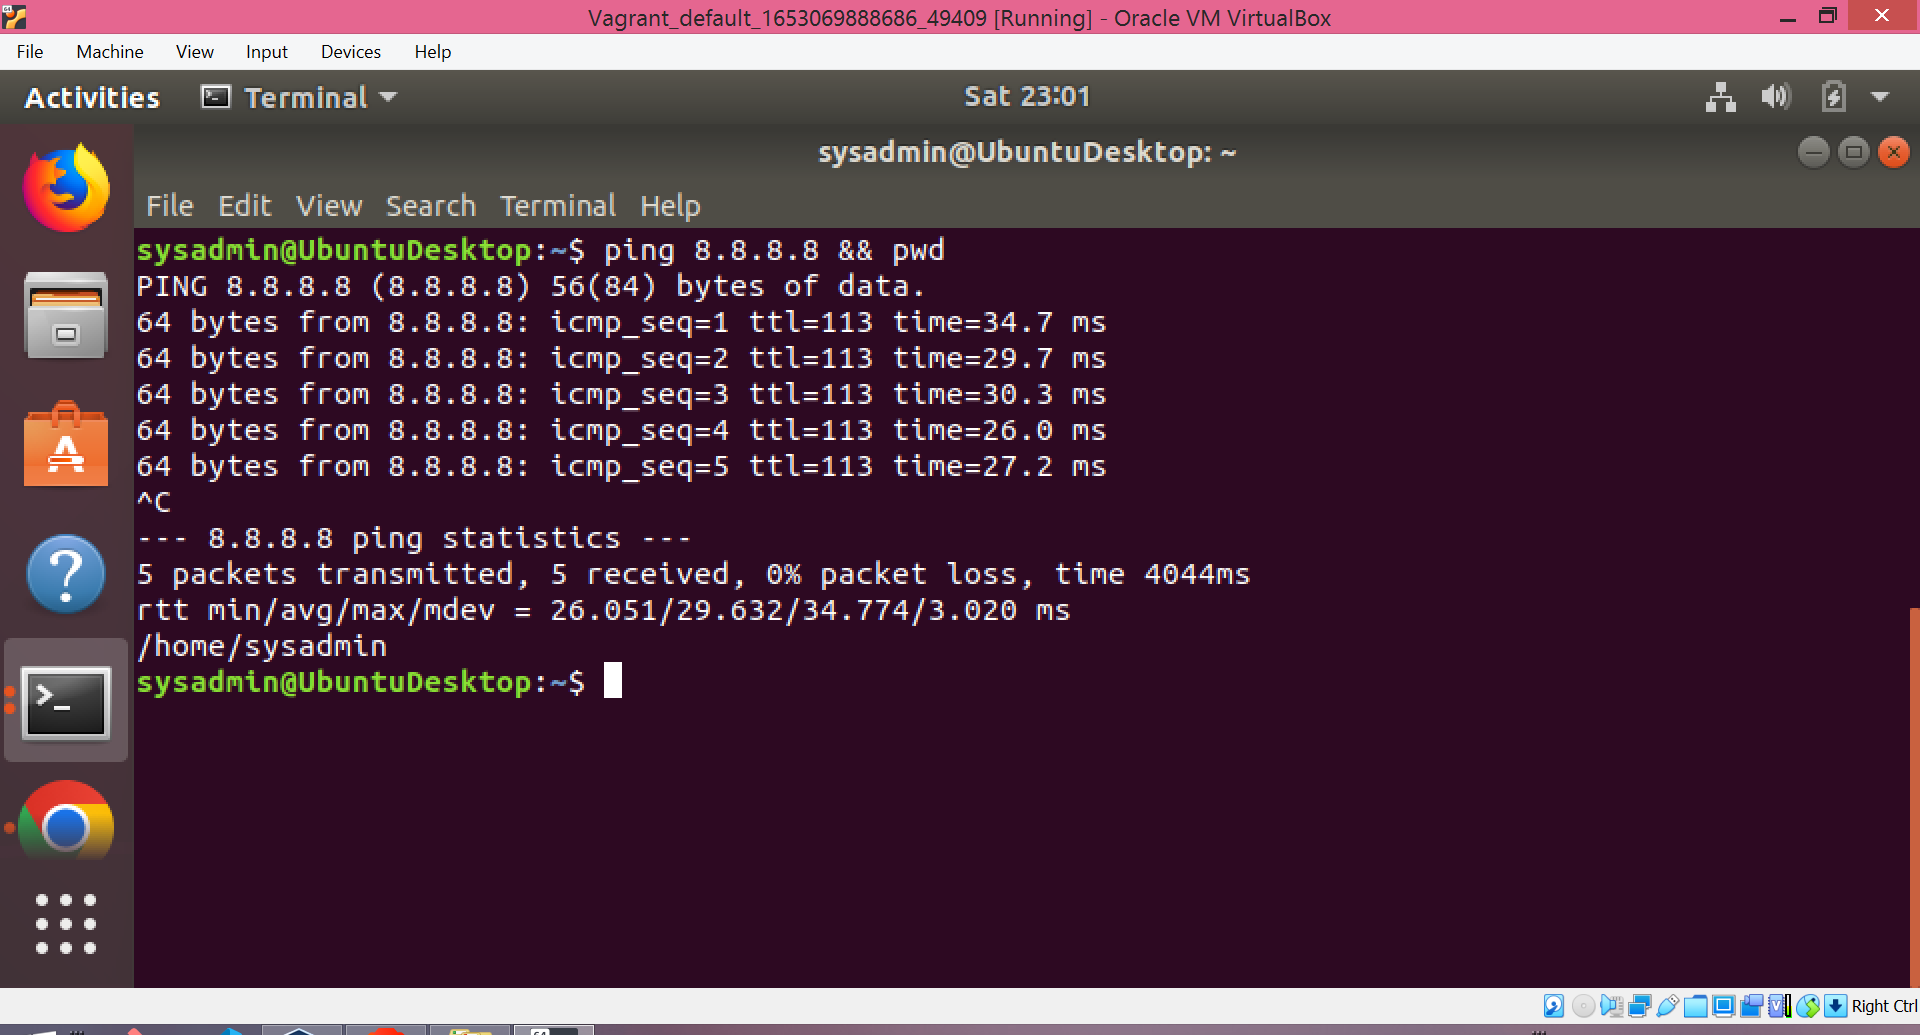 Vagrant_default_1653069888686_49409 [Running] - Oracle VM VirtualBox
File Machine View Input Devices Help
Activities Terminal Sat 23:01
sysadmin@UbuntuDesktop: ~
File Edit View Search Terminal Help
sysadmin@UbuntuDesktop:~$ ping 8.8.8.8 && pwd
PING 8.8.8.8 (8.8.8.8) 56(84) bytes of data.
64 bytes from 8.8.8.8: icmp_seq=1 ttl=113 time=34.7 ms
64 bytes from 8.8.8.8: icmp_seq=2 ttl=113 time=29.7 ms
64 bytes from 8.8.8.8: icmp_seq=3 ttl=113 time=30.3 ms
64 bytes from 8.8.8.8: icmp_seq=4 ttl=113 time=26.0 ms
64 bytes from 8.8.8.8: icmp_seq=5 ttl=113 time=27.2 ms
^C
--- 8.8.8.8 ping statistics ---
5 packets transmitted, 5 received, 0% packet loss, time 4044ms
rtt min/avg/max/mdev = 26.051/29.632/34.774/3.020 ms
/home/sysadmin
sysadmin@UbuntuDesktop:~$
Right Ctrl